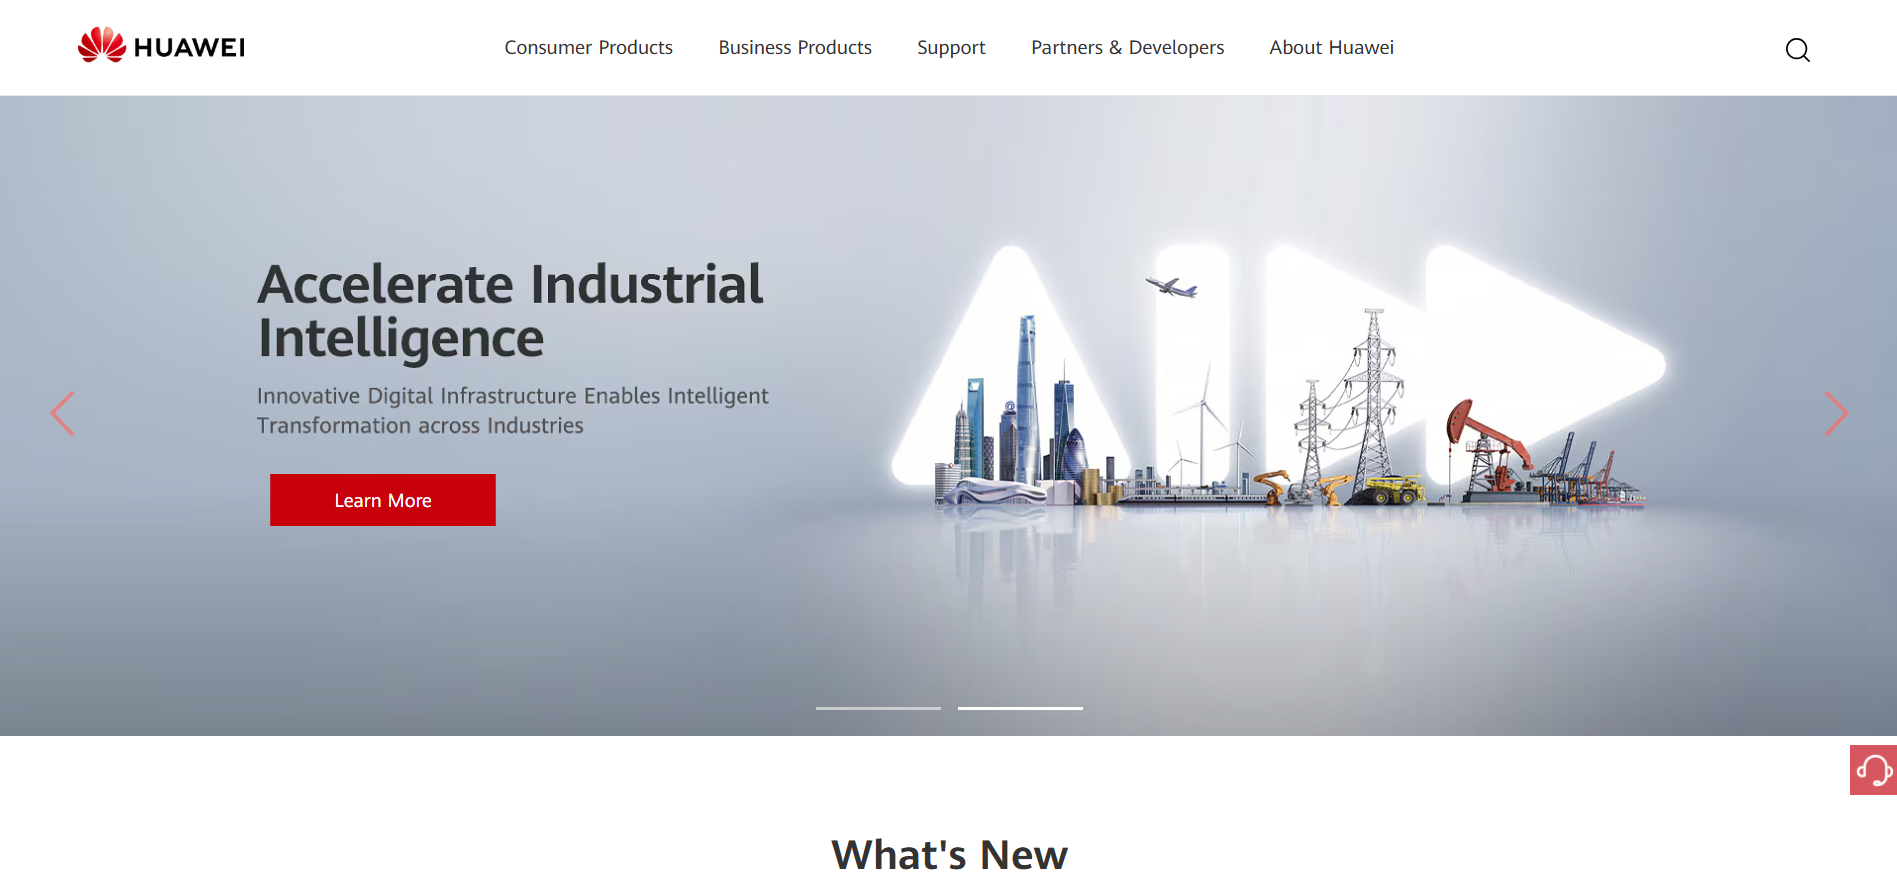 HUAWEI
Consumer Products
Business Products
Support
Partners & Developers
About Huawei
Accelerate Industrial
Intelligence
Innovative Digital Infrastructure Enables Intelligent
Transformation across Industries
Learn More
AI
What's New